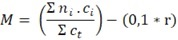 M = (Σ nᵢ . cᵢ / Σ cₜ) − (0,1 * r)